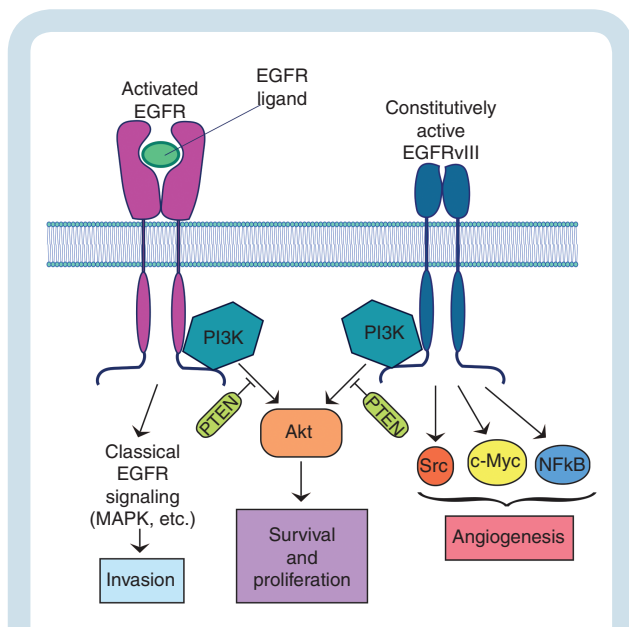 Activated
EGFR
EGFR
ligand
Constitutively
active
EGFRvIII
PI3K
PI3K
PTEN
PTEN
Akt
Classical
EGFR
signaling
(MAPK, etc.)
Src
c-Myc
NFkB
Survival
and
proliferation
Angiogenesis
Invasion